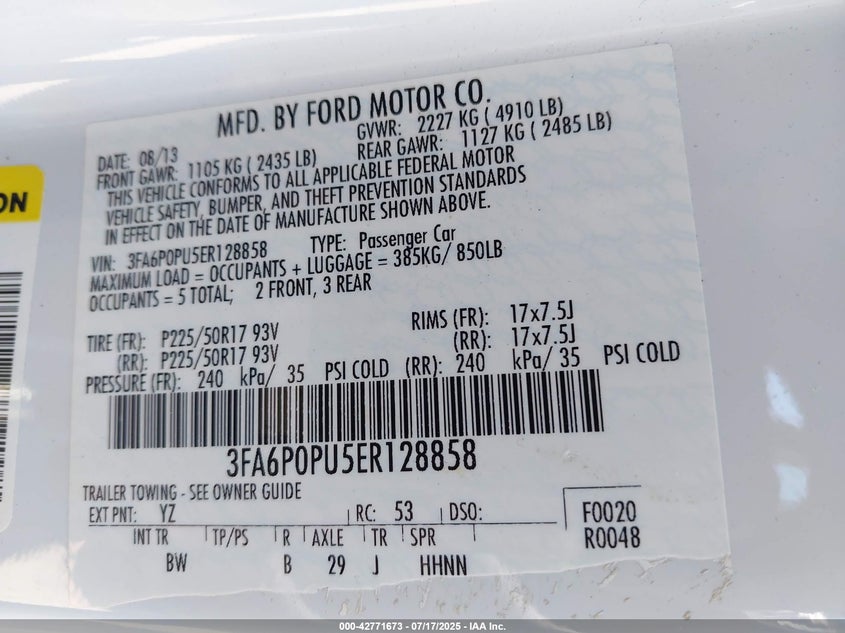 MFD. BY FORD MOTOR CO.
DATE: 08/13 GVWR: 2227 KG ( 4910 LB)
FRONT GAWR: 1105 KG ( 2435 LB) REAR GAWR: 1127 KG ( 2485 LB)
THIS VEHICLE CONFORMS TO ALL APPLICABLE FEDERAL MOTOR
VEHICLE SAFETY, BUMPER, AND THEFT PREVENTION STANDARDS
IN EFFECT ON THE DATE OF MANUFACTURE SHOWN ABOVE.
VIN: 3FA6P0PU5ER128858 TYPE: Passenger Car
MAXIMUM LOAD = OCCUPANTS + LUGGAGE = 385KG/ 850LB
OCCUPANTS = 5 TOTAL; 2 FRONT, 3 REAR
TIRE (FR): P225/50R17 93V RIMS (FR): 17x7.5J
(RR): P225/50R17 93V (RR): 17x7.5J
PRESSURE (FR): 240 kPa/ 35 PSI COLD (RR): 240 kPa/ 35 PSI COLD
3FA6P0PU5ER128858
TRAILER TOWING - SEE OWNER GUIDE
EXT PNT: YZ RC: 53 DSO: F0020
INT TR TP/PS R AXLE TR SPR R0048
BW B 29 J HHNN
ON
000-42771673 - 07/17/2025 - IAA Inc.